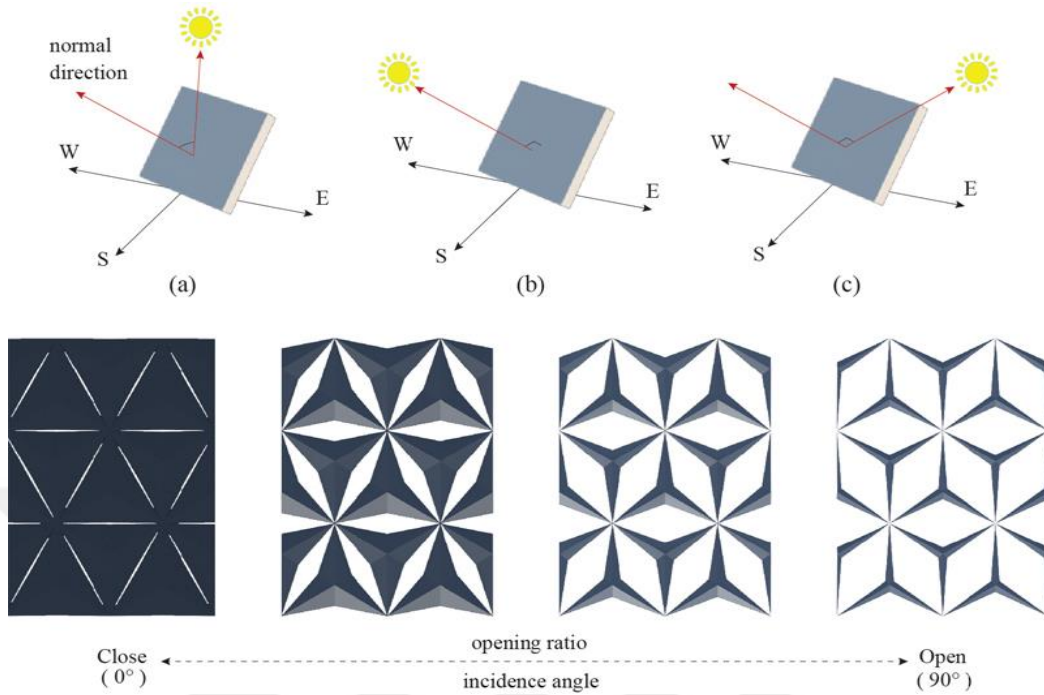 normal
direction
W
E
S
(a)
W
E
S
(b)
W
E
S
(c)
opening ratio
Close
( 0°)
Open
( 90°)
incidence angle